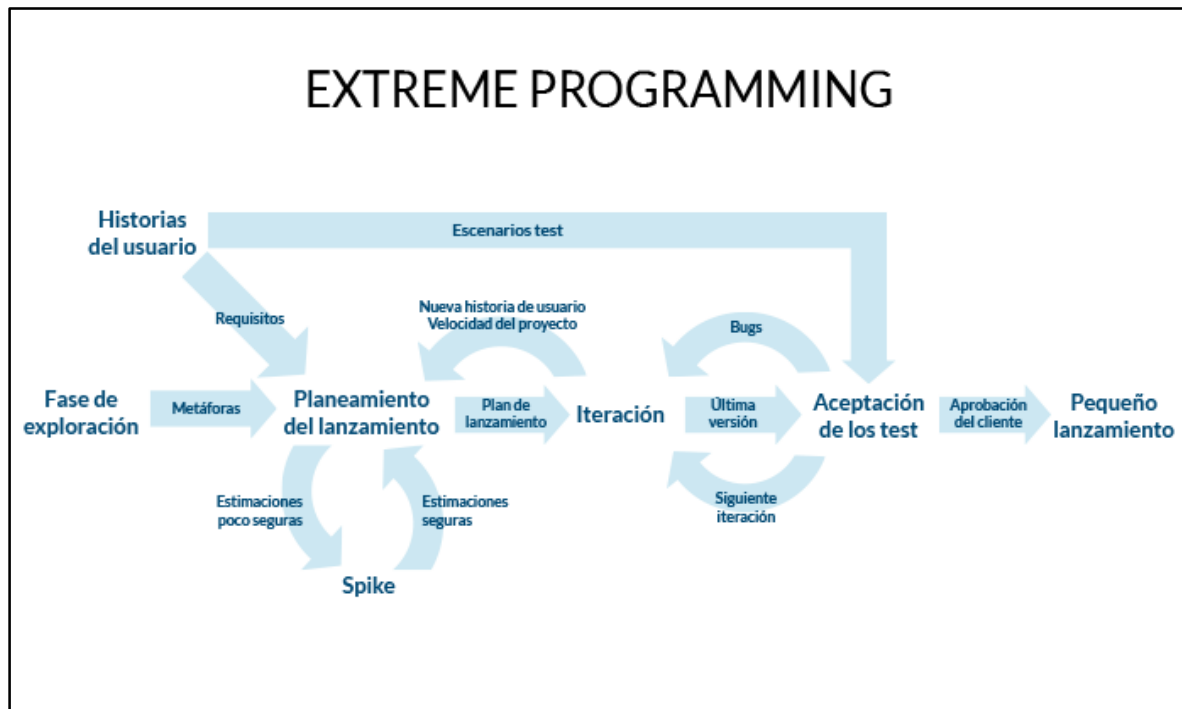 EXTREME PROGRAMMING
Historias
del usuario
Escenarios test
Requisitos
Nueva historia de usuario
Velocidad del proyecto
Bugs
Fase de
exploración
Metáforas
Planeamiento
del lanzamiento
Plan de
lanzamiento
Iteración
Última
versión
Aceptación
de los test
Aprobación
del cliente
Pequeño
lanzamiento
Estimaciones
poco seguras
Estimaciones
seguras
Siguiente
iteración
Spike